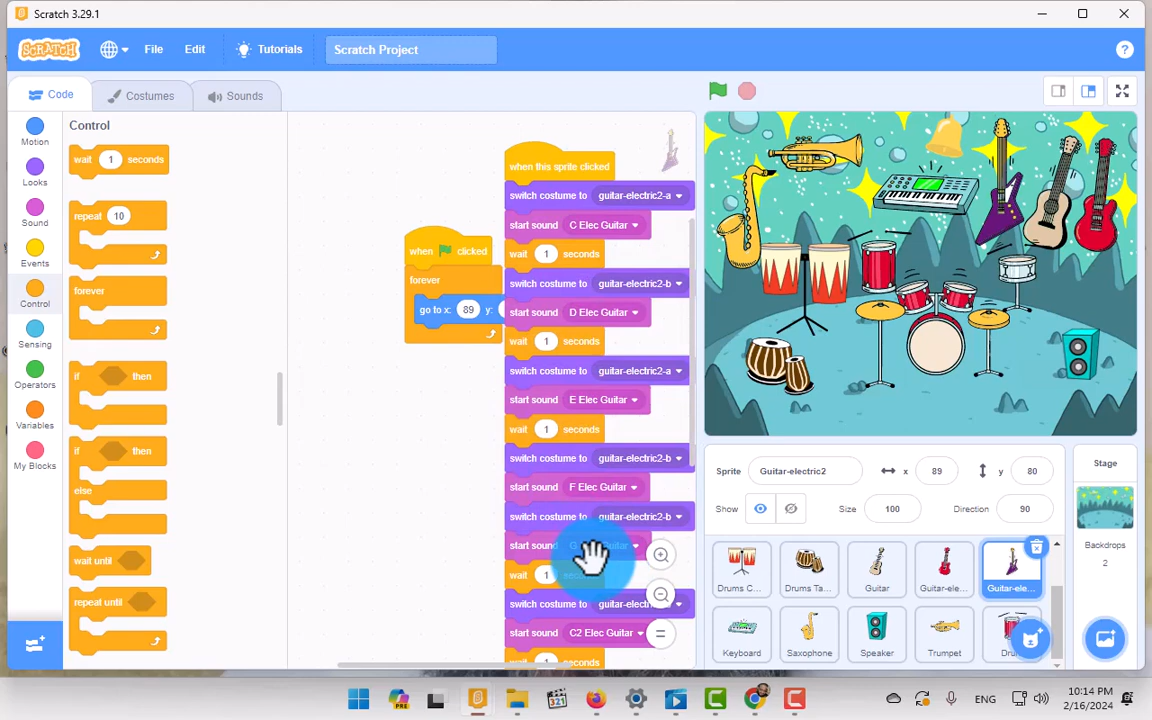 Scratch 3.29.1
SCRATCH
File
Edit
Tutorials
Scratch Project
?
Code
Costumes
Sounds
Motion
Looks
Sound
Events
Control
Sensing
Operators
Variables
My Blocks
Control
wait 1 seconds
repeat 10
forever
if then
if then
else
wait until
repeat until
when clicked
forever
go to x: 89 y:
when this sprite clicked
switch costume to guitar-electric2-a
start sound C Elec Guitar
wait 1 seconds
switch costume to guitar-electric2-b
start sound D Elec Guitar
wait 1 seconds
switch costume to guitar-electric2-a
start sound E Elec Guitar
wait 1 seconds
switch costume to guitar-electric2-b
start sound F Elec Guitar
switch costume to guitar-electric2-b
start sound
wait 1
switch costume to
start sound C2 Elec Guitar
wait 1 seconds
Sprite Guitar-electric2 x 89 y 80
Show Size 100 Direction 90
Drums C...
Drums Ta...
Guitar
Guitar-ele...
Guitar-ele...
Keyboard
Saxophone
Speaker
Trumpet
Stage
Backdrops
2
ENG
10:14 PM
2/16/2024